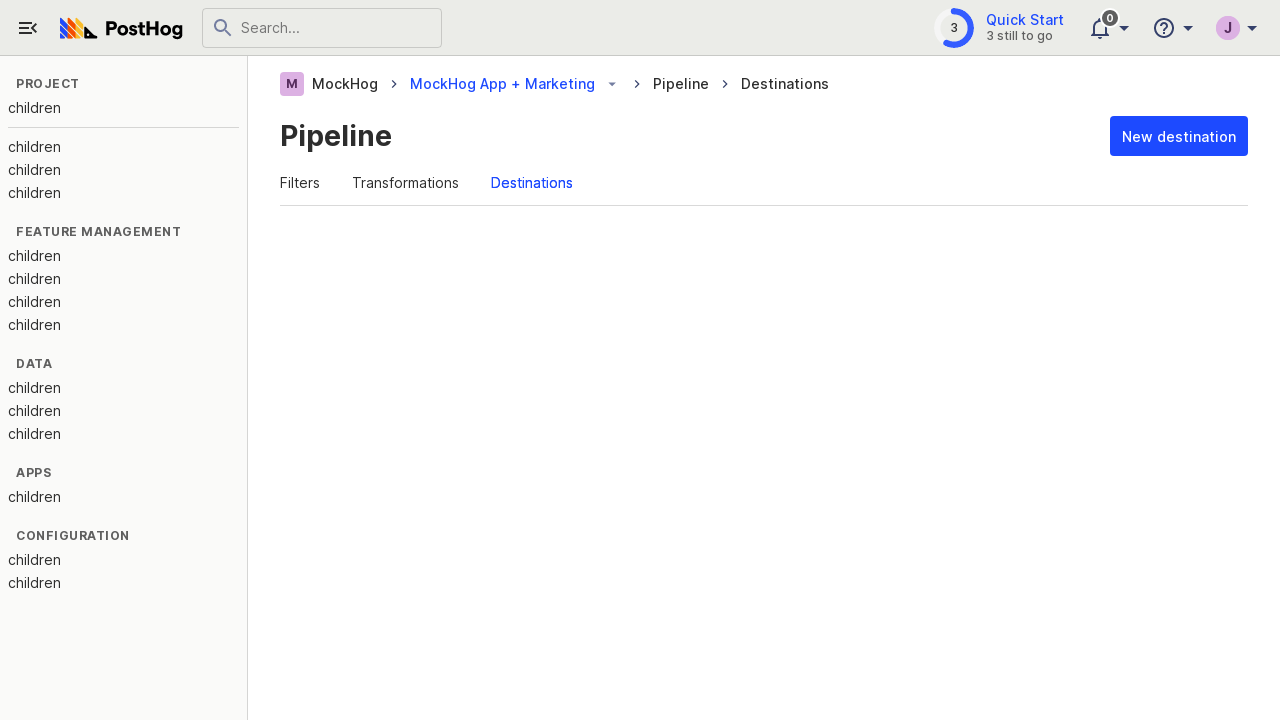 PostHog
Search...
3
Quick Start
3 still to go
0
J
PROJECT
children
children
children
children
FEATURE MANAGEMENT
children
children
children
children
DATA
children
children
children
APPS
children
CONFIGURATION
children
children
M MockHog MockHog App + Marketing Pipeline Destinations
Pipeline
New destination
Filters Transformations Destinations